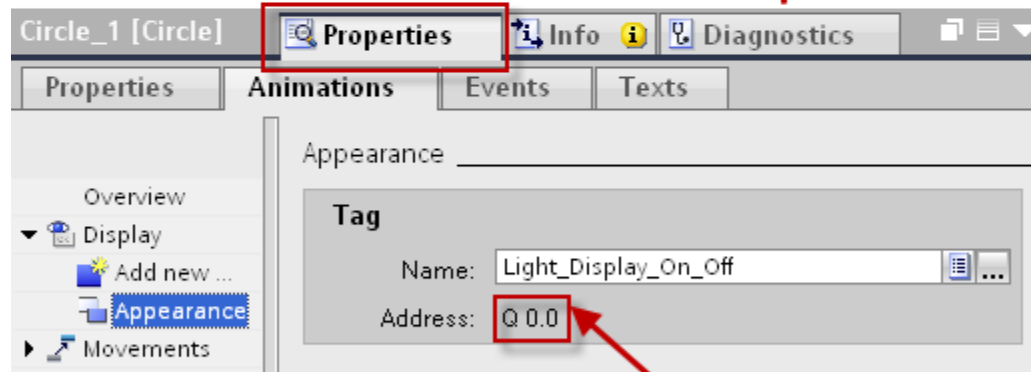 Circle_1 [Circle] Properties Info Diagnostics
Properties Animations Events Texts
Appearance
Overview
Tag
Display
Add new ...
Name: Light_Display_On_Off ...
Appearance
Address: Q 0.0
Movements